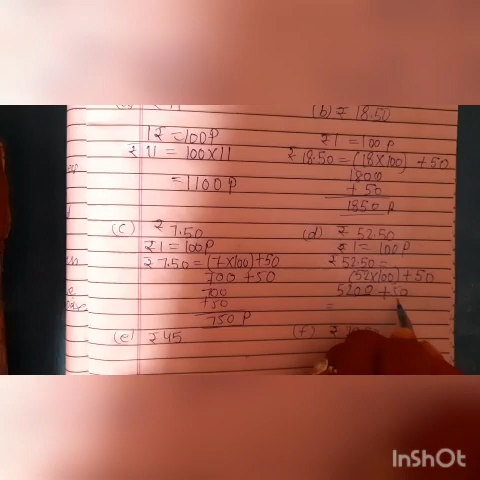 ₹ 11
1₹ = 100 P
₹ 11 = 100 × 11
= 1100 P
(b) ₹ 18.50
₹1 = 100 P
₹ 18.50 = (18×100) + 50
1800
+ 50
1850 P
(c) ₹ 7.50
₹1 = 100P
₹ 7.50 = (7×100)+50
700 +50
700
+50
750 P
(d) ₹ 52.50
₹1 = 100P
₹ 52.50 =
(52×100) + 50
5200 + 50
=
(e) ₹ 45
(f) ₹
InShOt